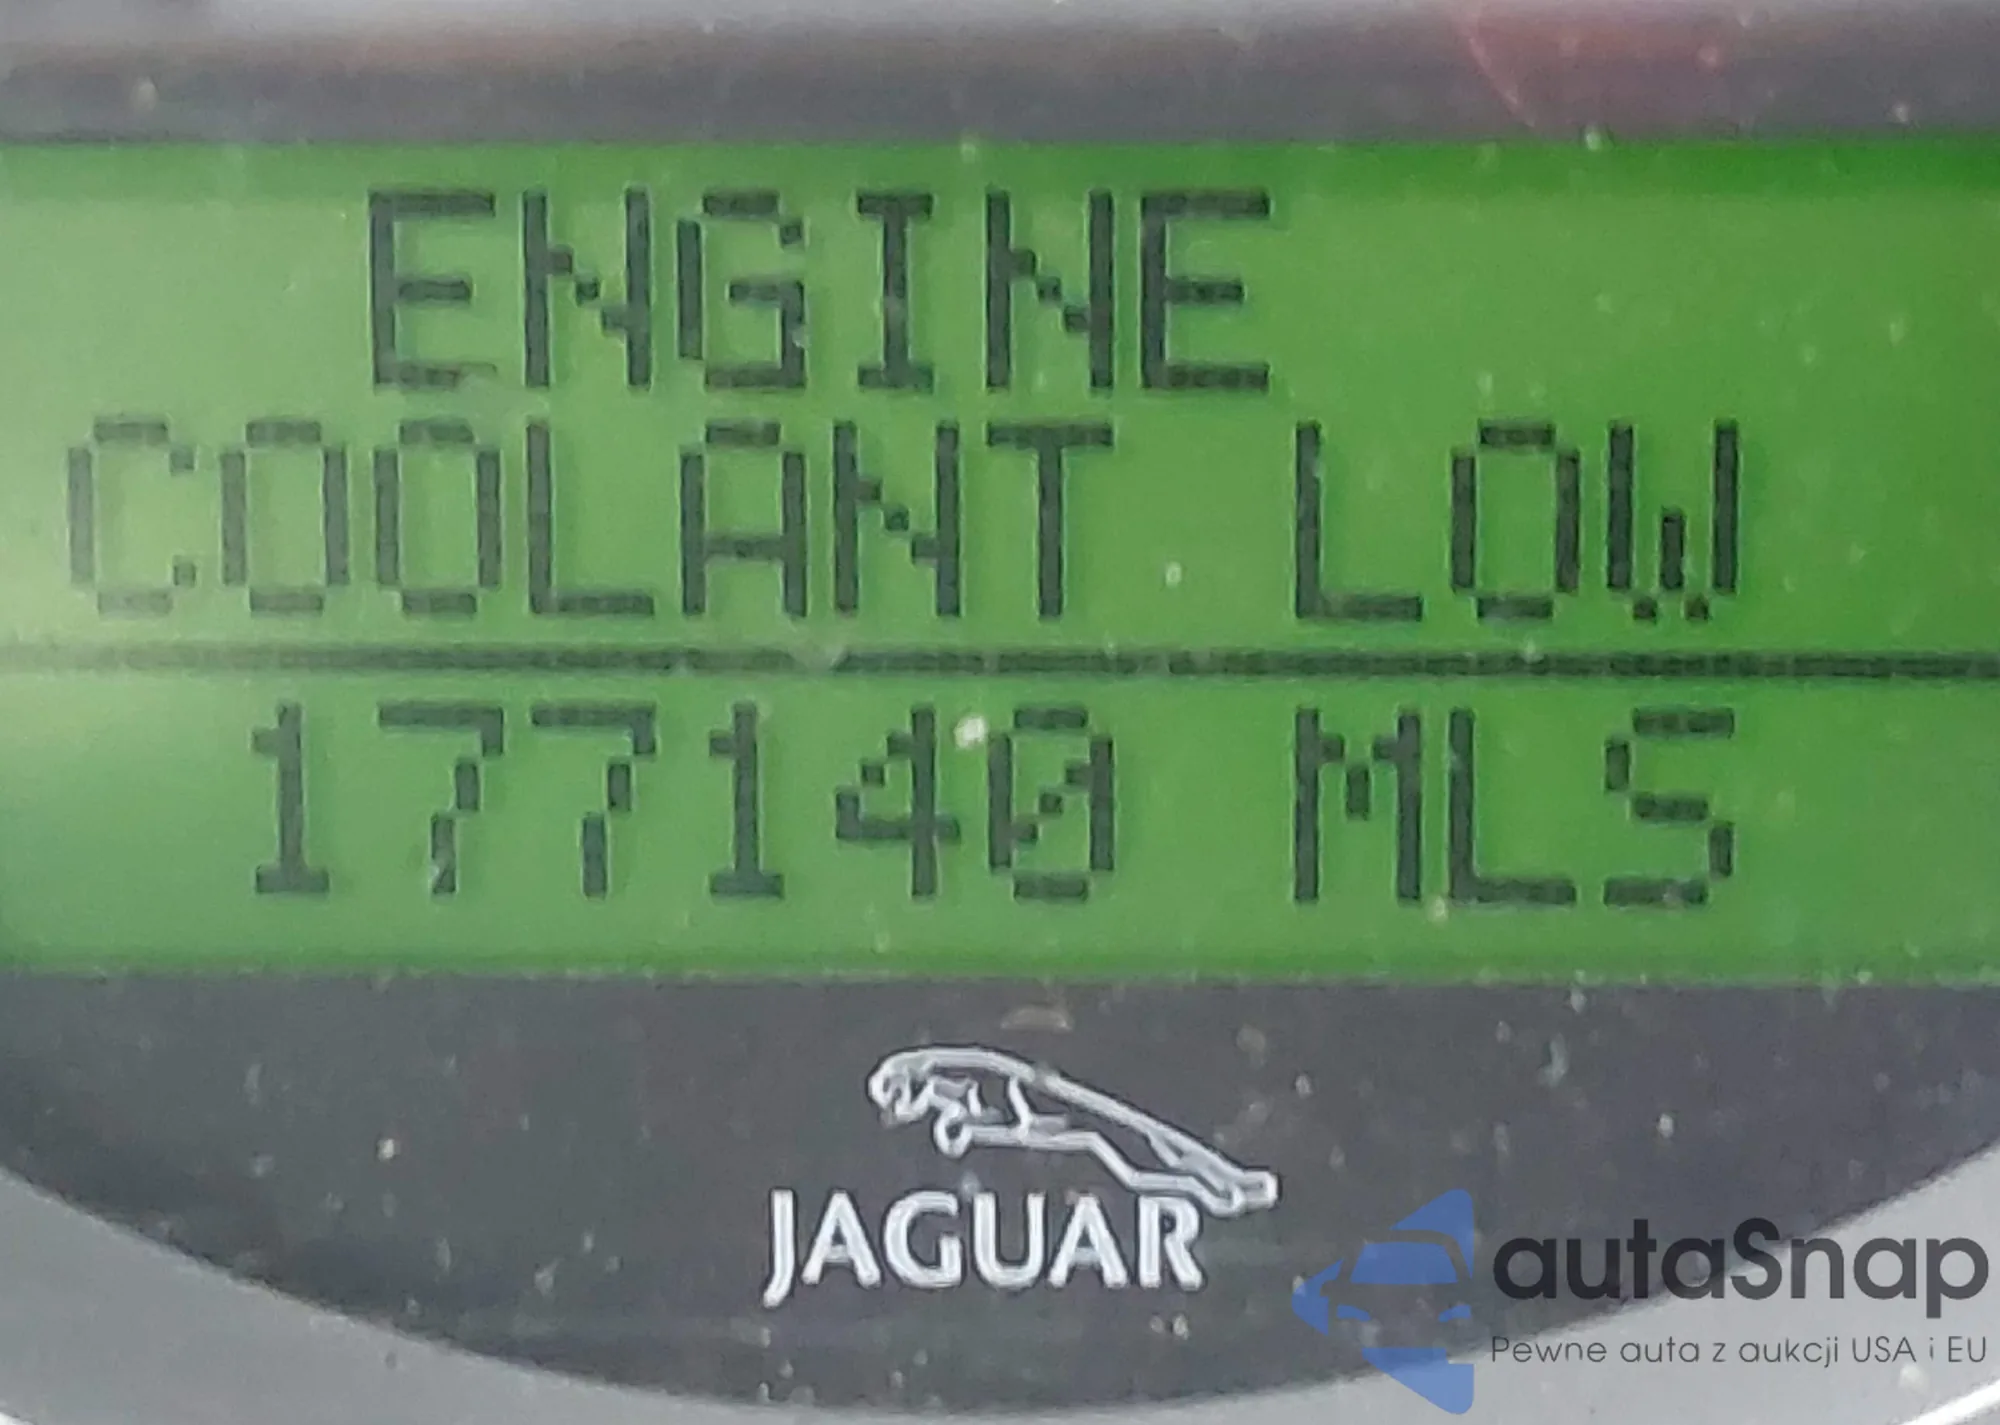 ENGINE
COOLANT LOW
177140 MLS
JAGUAR
autaSnap
Pewne auta z aukcji USA i EU